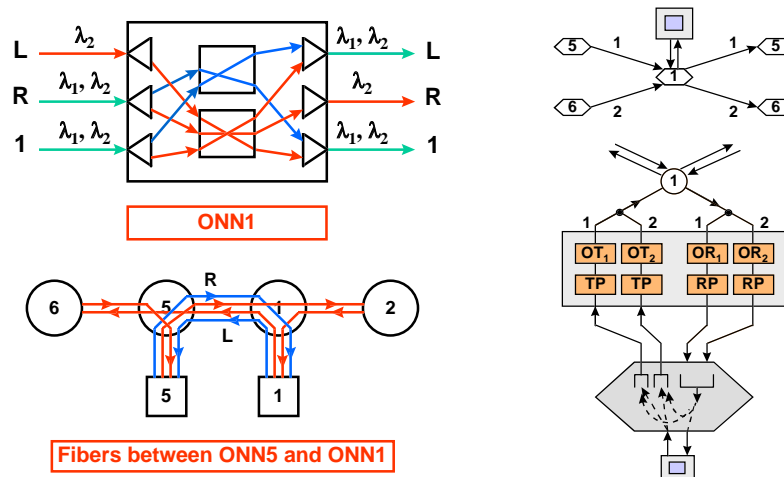 L λ₂ λ₁, λ₂ L
R λ₁, λ₂ λ₂ R
1 λ₁, λ₂ λ₁, λ₂ 1
ONN1
R
6 5 1 2
L
5 1
Fibers between ONN5 and ONN1
5 1 1 5
1
6 2 2 6
1
1 2 1 2
OT₁ OT₂ OR₁ OR₂
TP TP RP RP